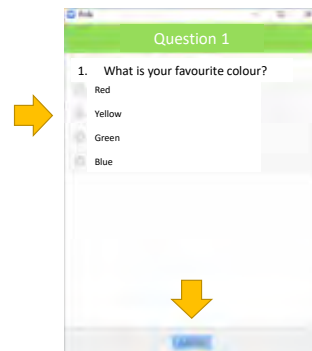 Question 1
1. What is your favourite colour?
Red
Yellow
Green
Blue